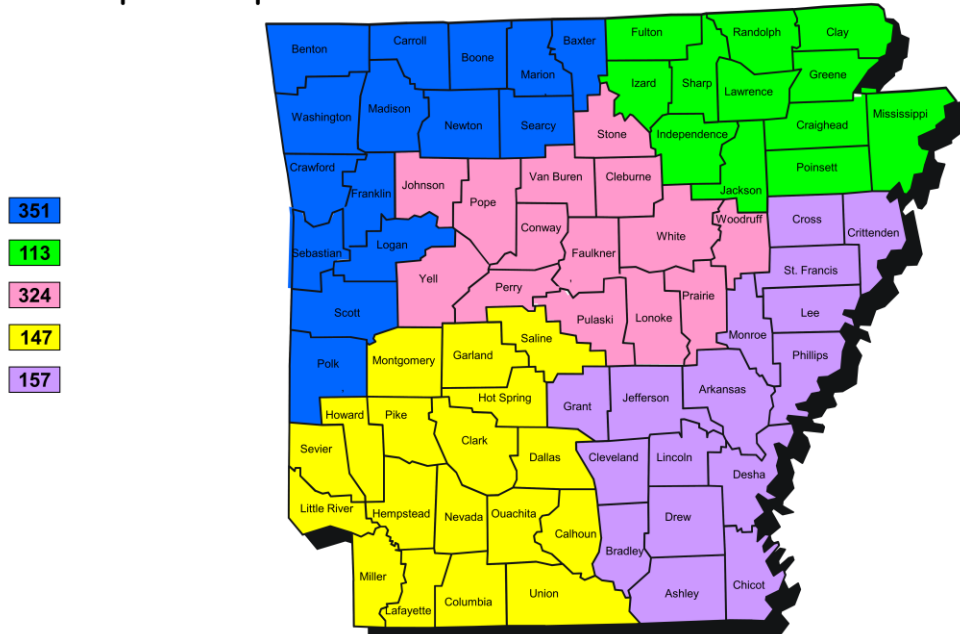 Fulton
Randolph
Clay
Benton
Carroll
Boone
Marion
Baxter
Izard
Sharp
Lawrence
Greene
Washington
Madison
Newton
Searcy
Stone
Independence
Craighead
Mississippi
Crawford
Franklin
Johnson
Pope
Van Buren
Cleburne
Jackson
Poinsett
351
113
324
147
157
Sebastian
Logan
Conway
Faulkner
White
Woodruff
Cross
Crittenden
Yell
Perry
Prairie
St. Francis
Scott
Pulaski
Lonoke
Monroe
Lee
Polk
Montgomery
Garland
Saline
Phillips
Hot Spring
Grant
Jefferson
Arkansas
Howard
Pike
Sevier
Clark
Dallas
Cleveland
Lincoln
Desha
Little River
Hempstead
Nevada
Ouachita
Calhoun
Drew
Bradley
Miller
Lafayette
Columbia
Union
Ashley
Chicot